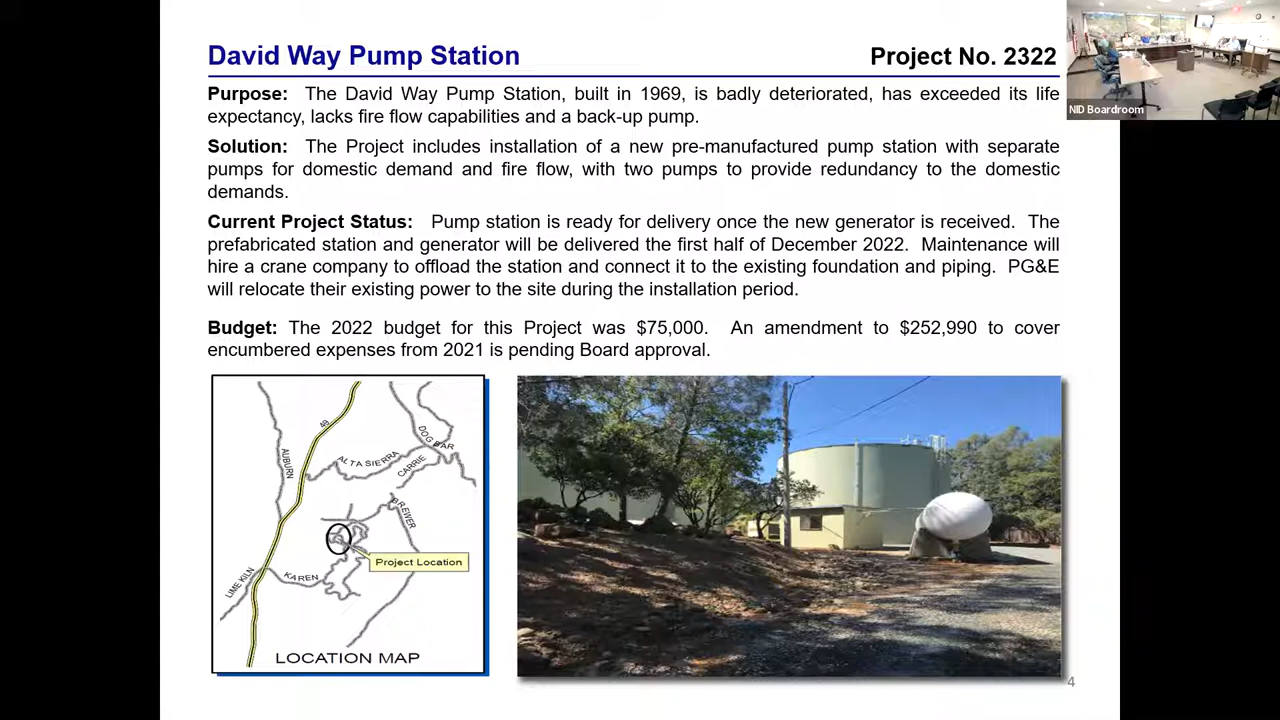 David Way Pump Station
Project No. 2322
NID Boardroom
Purpose: The David Way Pump Station, built in 1969, is badly deteriorated, has exceeded its life
expectancy, lacks fire flow capabilities and a back-up pump.
Solution: The Project includes installation of a new pre-manufactured pump station with separate
pumps for domestic demand and fire flow, with two pumps to provide redundancy to the domestic
demands.
Current Project Status: Pump station is ready for delivery once the new generator is received. The
prefabricated station and generator will be delivered the first half of December 2022. Maintenance will
hire a crane company to offload the station and connect it to the existing foundation and piping. PG&E
will relocate their existing power to the site during the installation period.
Budget: The 2022 budget for this Project was $75,000. An amendment to $252,990 to cover
encumbered expenses from 2021 is pending Board approval.
49
DOG BAR
AUBURN
ALTA SIERRA
CARRIE
BREWER
Project Location
LIME KILN
KAREN
LOCATION MAP
4